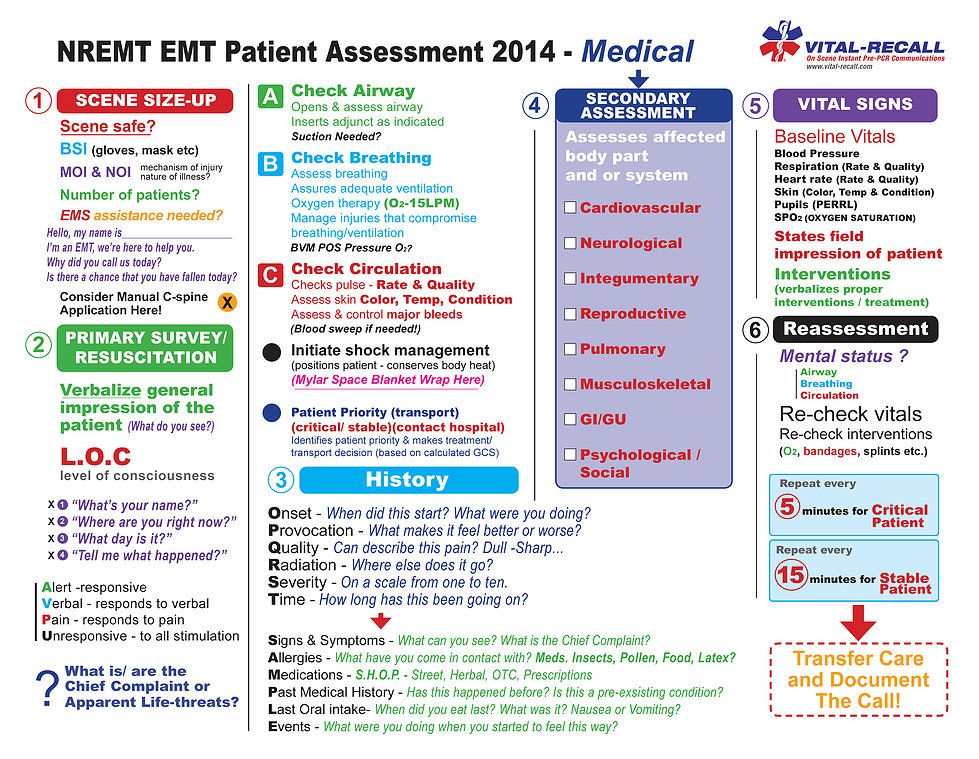 NREMT EMT Patient Assessment 2014 - Medical
VITAL-RECALL
On Scene Instant Pre-PCR Communications
www.vital-recall.com
1
SCENE SIZE-UP
Scene safe?
BSI (gloves, mask etc)
MOI & NOI mechanism of injury
nature of illness?
Number of patients?
EMS assistance needed?
Hello, my name is____________________
I'm an EMT, we're here to help you.
Why did you call us today?
Is there a chance that you have fallen today?
Consider Manual C-spine
Application Here!
X
2
PRIMARY SURVEY/
RESUSCITATION
Verbalize general
impression of the
patient (What do you see?)
L.O.C
level of consciousness
X 1 “What's your name?”
X 2 “Where are you right now?”
X 3 “What day is it?”
X 4 “Tell me what happened?”
Alert -responsive
Verbal - responds to verbal
Pain - responds to pain
Unresponsive - to all stimulation
?
What is/ are the
Chief Complaint or
Apparent Life-threats?
A
Check Airway
Opens & assess airway
Inserts adjunct as indicated
Suction Needed?
B
Check Breathing
Assess breathing
Assures adequate ventilation
Oxygen therapy (O2-15LPM)
Manage injuries that compromise
breathing/ventilation
BVM POS Pressure O2?
C
Check Circulation
Checks pulse - Rate & Quality
Assess skin Color, Temp, Condition
Assess & control major bleeds
(Blood sweep if needed!)
Initiate shock management
(positions patient - conserves body heat)
(Mylar Space Blanket Wrap Here)
Patient Priority (transport)
(critical/ stable)(contact hospital)
Identifies patient priority & makes treatment/
transport decision (based on calculated GCS)
3
History
Onset - When did this start? What were you doing?
Provocation - What makes it feel better or worse?
Quality - Can describe this pain? Dull -Sharp...
Radiation - Where else does it go?
Severity - On a scale from one to ten.
Time - How long has this been going on?
Signs & Symptoms - What can you see? What is the Chief Complaint?
Allergies - What have you come in contact with? Meds. Insects, Pollen, Food, Latex?
Medications - S.H.O.P. - Street, Herbal, OTC, Prescriptions
Past Medical History - Has this happened before? Is this a pre-exsisting condition?
Last Oral intake- When did you eat last? What was it? Nausea or Vomiting?
Events - What were you doing when you started to feel this way?
4
SECONDARY
ASSESSMENT
Assesses affected
body part
and or system
Cardiovascular
Neurological
Integumentary
Reproductive
Pulmonary
Musculoskeletal
GI/GU
Psychological /
Social
5
VITAL SIGNS
Baseline Vitals
Blood Pressure
Respiration (Rate & Quality)
Heart rate (Rate & Quality)
Skin (Color, Temp & Condition)
Pupils (PERRL)
SPO2 (OXYGEN SATURATION)
States field
impression of patient
Interventions
(verbalizes proper
interventions / treatment)
6
Reassessment
Mental status ?
Airway
Breathing
Circulation
Re-check vitals
Re-check interventions
(O2, bandages, splints etc.)
Repeat every
5 minutes for Critical
Patient
Repeat every
15 minutes for Stable
Patient
Transfer Care
and Document
The Call!